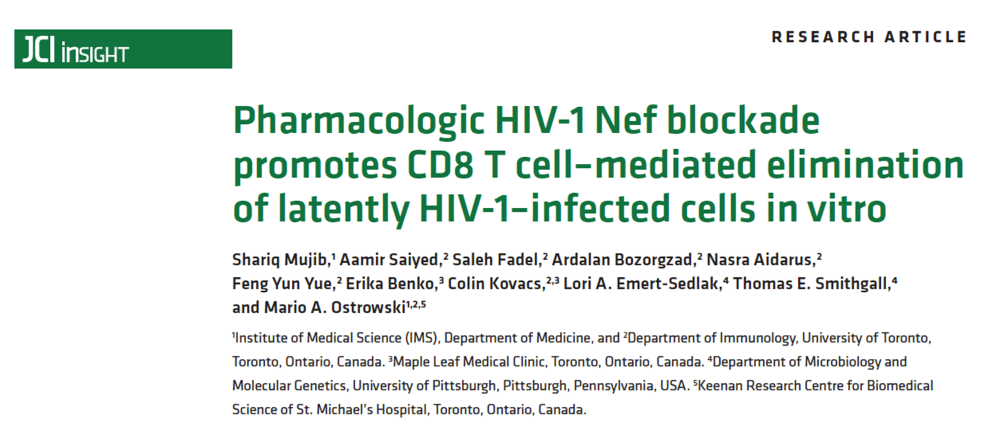 JCI insight
RESEARCH ARTICLE
Pharmacologic HIV-1 Nef blockade
promotes CD8 T cell–mediated elimination
of latently HIV-1–infected cells in vitro
Shariq Mujib,¹ Aamir Saiyed,² Saleh Fadel,² Ardalan Bozorgzad,² Nasra Aidarus,²
Feng Yun Yue,² Erika Benko,³ Colin Kovacs,²,³ Lori A. Emert-Sedlak,⁴ Thomas E. Smithgall,⁴
and Mario A. Ostrowski¹,²,⁵
¹Institute of Medical Science (IMS), Department of Medicine, and ²Department of Immunology, University of Toronto,
Toronto, Ontario, Canada. ³Maple Leaf Medical Clinic, Toronto, Ontario, Canada. ⁴Department of Microbiology and
Molecular Genetics, University of Pittsburgh, Pittsburgh, Pennsylvania, USA. ⁵Keenan Research Centre for Biomedical
Science of St. Michael's Hospital, Toronto, Ontario, Canada.